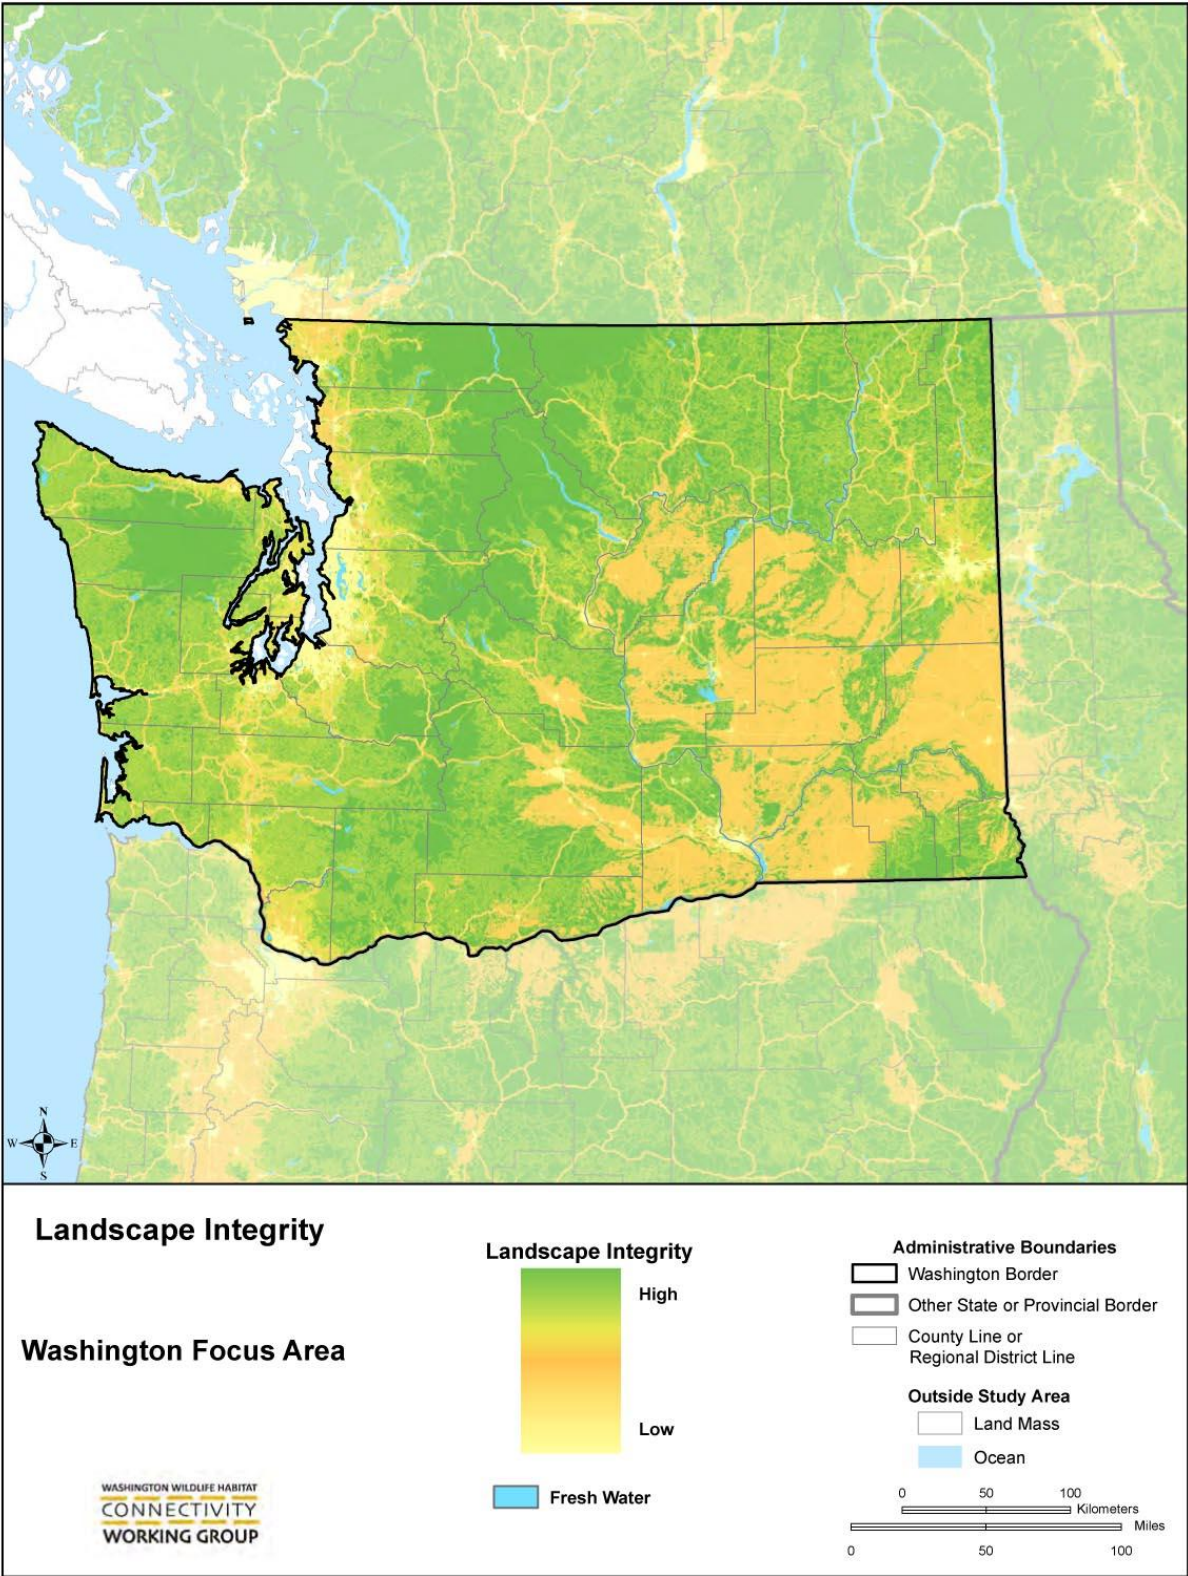 N
W E
S
Landscape Integrity
Washington Focus Area
WASHINGTON WILDLIFE HABITAT
CONNECTIVITY
WORKING GROUP
Landscape Integrity
High
Low
Fresh Water
Administrative Boundaries
Washington Border
Other State or Provincial Border
County Line or
Regional District Line
Outside Study Area
Land Mass
Ocean
0 50 100
Kilometers
Miles
0 50 100